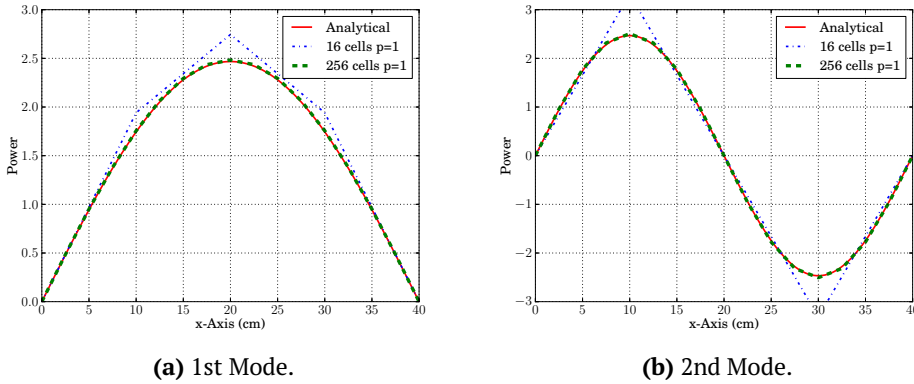 3.0
2.5
2.0
1.5
1.0
0.5
0.0
Power
0 5 10 15 20 25 30 35 40
x-Axis (cm)
Analytical
16 cells p=1
256 cells p=1
(a) 1st Mode.
3
2
1
0
−1
−2
−3
Power
0 5 10 15 20 25 30 35 40
x-Axis (cm)
Analytical
16 cells p=1
256 cells p=1
(b) 2nd Mode.